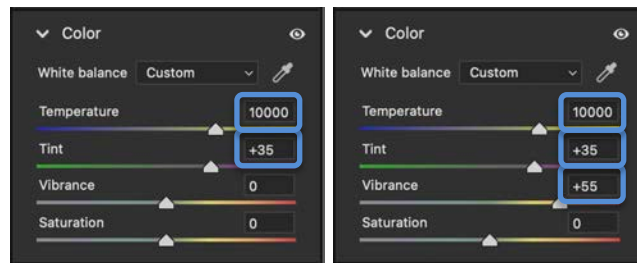 Color
White balance Custom
Temperature 10000
Tint +35
Vibrance 0
Saturation 0
Color
White balance Custom
Temperature 10000
Tint +35
Vibrance +55
Saturation 0